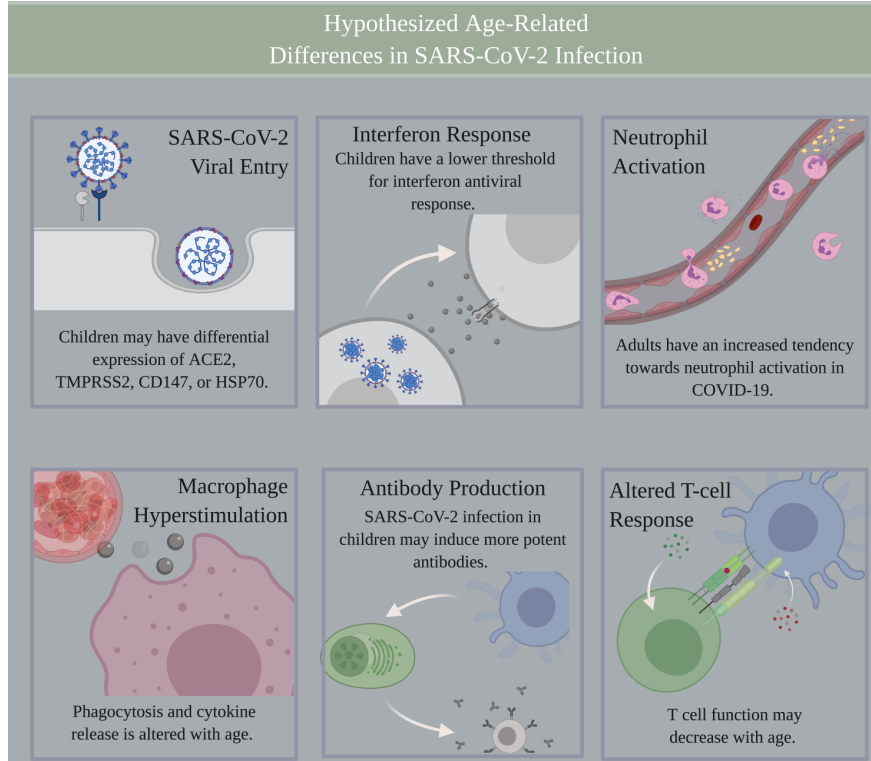 Hypothesized Age-Related
Differences in SARS-CoV-2 Infection
SARS-CoV-2
Viral Entry
Children may have differential
expression of ACE2,
TMPRSS2, CD147, or HSP70.
Interferon Response
Children have a lower threshold
for interferon antiviral
response.
Neutrophil
Activation
Adults have an increased tendency
towards neutrophil activation in
COVID-19.
Macrophage
Hyperstimulation
Phagocytosis and cytokine
release is altered with age.
Antibody Production
SARS-CoV-2 infection in
children may induce more potent
antibodies.
Altered T-cell
Response
T cell function may
decrease with age.